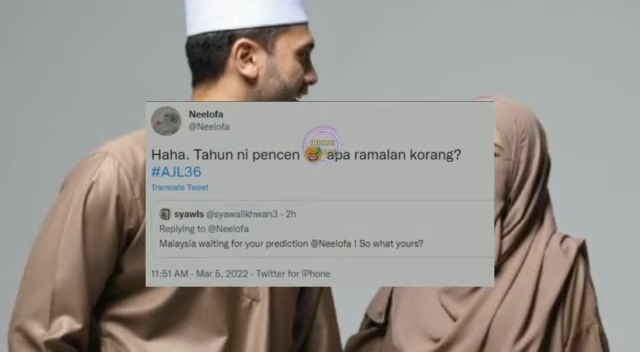 Neelofa
@Neelofa
Haha. Tahun ni pencen 😅 apa ramalan korang?
#AJL36
Translate Tweet
syawls @syawalikhwan3 · 2h
Replying to @Neelofa
Malaysia waiting for your prediction @Neelofa ! So what yours?
11:51 AM · Mar 5, 2022 · Twitter for iPhone